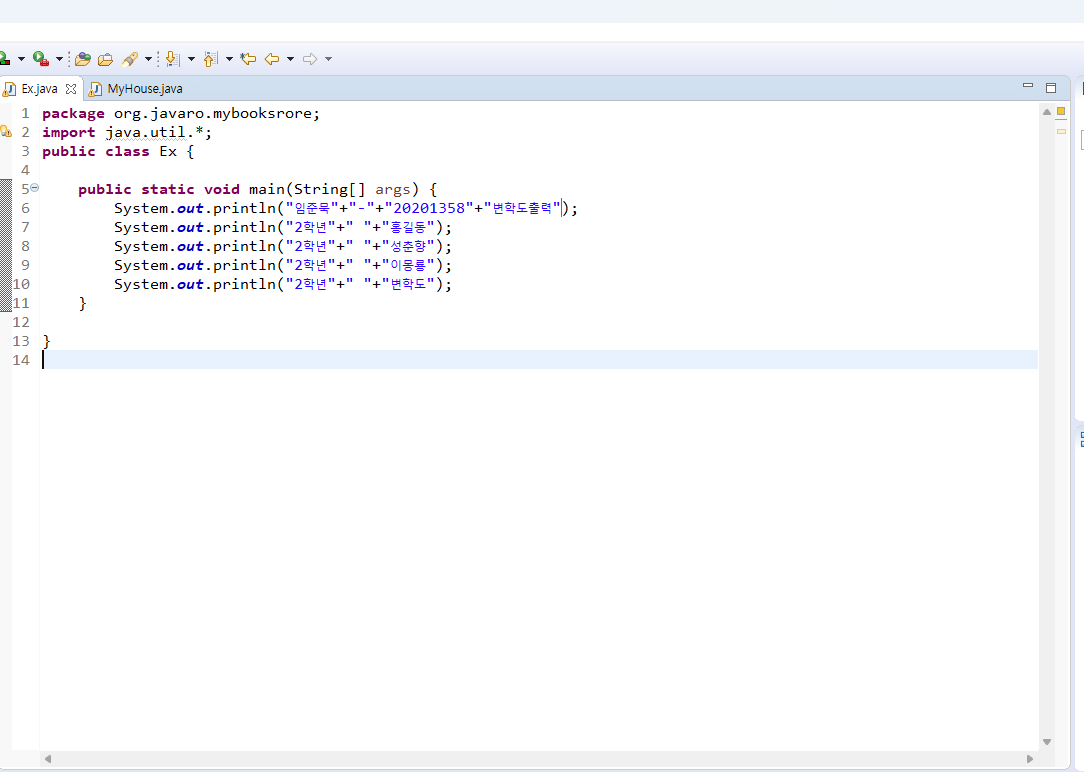 Ex.java MyHouse.java
1 package org.javaro.mybooksrore;
2 import java.util.*;
3 public class Ex {
4
5 public static void main(String[] args) {
6 System.out.println("임준묵"+"-"+"20201358"+"변학도출력");
7 System.out.println("2학년"+" "+"홍길동");
8 System.out.println("2학년"+" "+"성춘향");
9 System.out.println("2학년"+" "+"이몽룡");
10 System.out.println("2학년"+" "+"변학도");
11 }
12
13 }
14